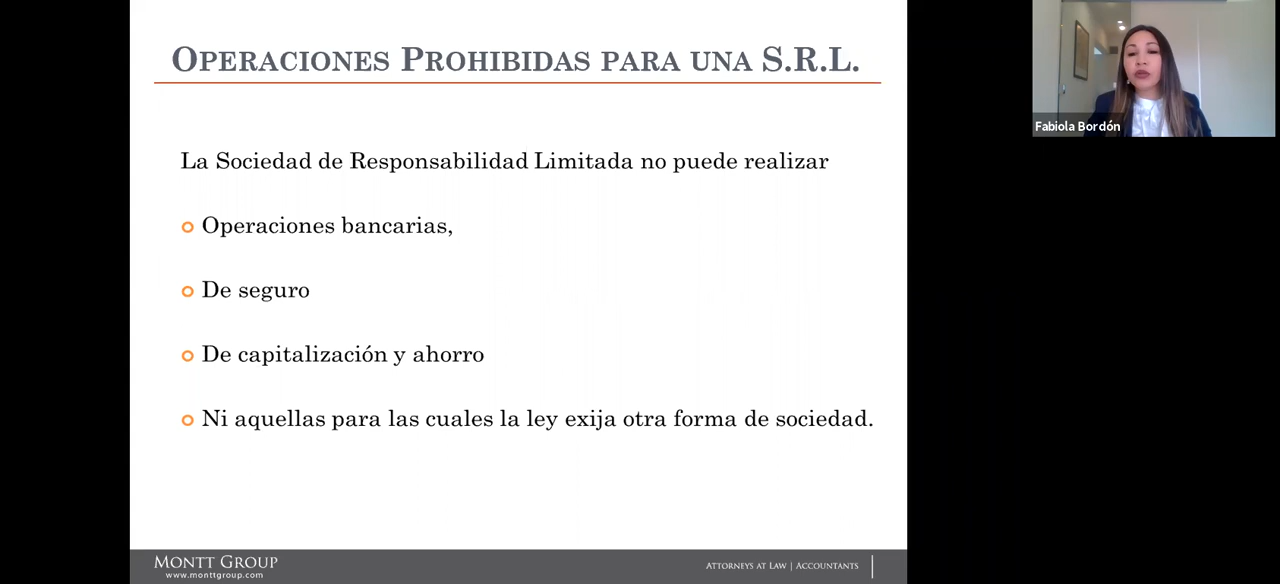 OPERACIONES PROHIBIDAS PARA UNA S.R.L.
La Sociedad de Responsabilidad Limitada no puede realizar
Operaciones bancarias,
De seguro
De capitalización y ahorro
Ni aquellas para las cuales la ley exija otra forma de sociedad.
MONTT GROUP
www.monttgroup.com
ATTORNEYS AT LAW | ACCOUNTANTS
Fabiola Bordón